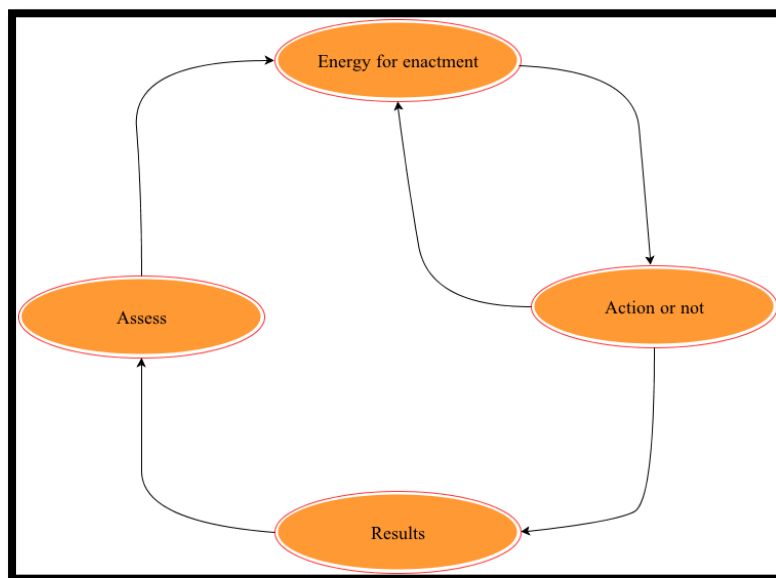 Energy for enactment
Action or not
Assess
Results